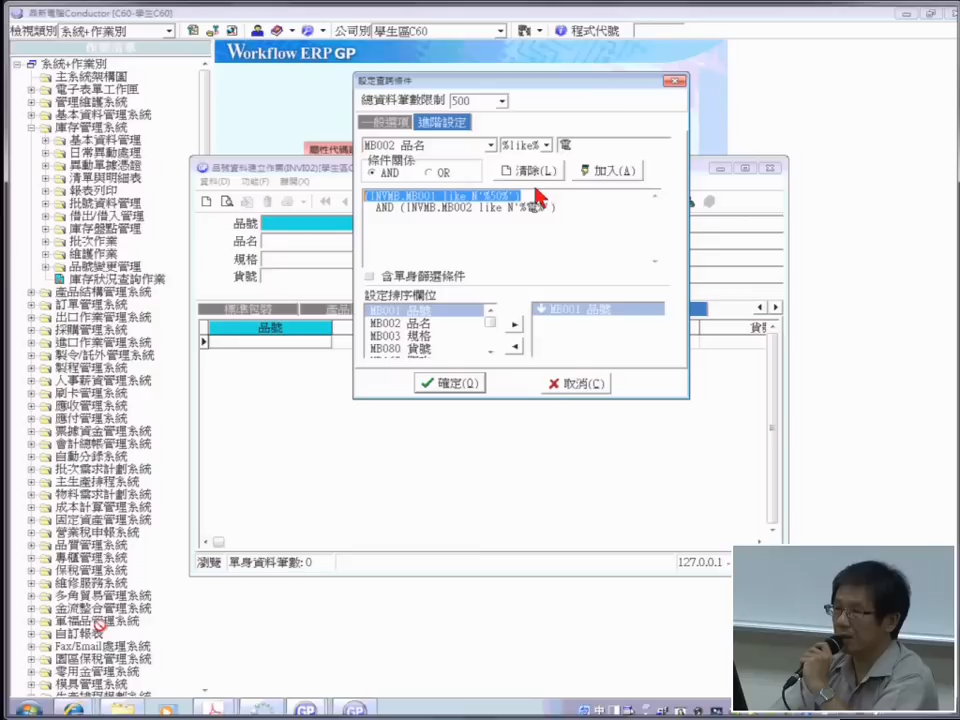 最新電腦Conductor [C60-學生C60]
檢視類別 系統+作業別
公司別 學生區C60
程式代號
作業清單
Workflow ERP GP
屬性代碼
系統+作業別
主系統架構圖
電子表單工作匣
管理維護系統
基本資料管理系統
庫存管理系統
基本資料管理
日常異動處理
異動單據憑證
清單與明細表
報表列印
批號資料管理
借出/借入管理
庫存盤點管理
批次作業
維護作業
品號變更管理
庫存狀況查詢作業
產品結構管理系統
訂單管理系統
出口作業管理系統
採購管理系統
進口作業管理系統
製令/託外管理系統
製程管理系統
人事薪資管理系統
刷卡管理系統
應收管理系統
應付管理系統
票據資金管理系統
會計總帳管理系統
自動分錄系統
批次需求計劃系統
主生產排程系統
物料需求計劃系統
成本計算管理系統
固定資產管理系統
營業稅申報系統
品質管理系統
專櫃管理系統
保稅管理系統
維修服務系統
多角貿易管理系統
金流整合管理系統
軍福品管理系統
自訂報表
Fax/Email處理系統
園區保稅管理系統
零用金管理系統
模具管理系統
品號資料建立作業(INVI02)[學生區C
資料(D) 功能(F)
品號
品名
規格
貨號
標準包裝
產品
品號
貨號
瀏覽 單身資料筆數: 0
127.0.0.1
設定查詢條件
總資料筆數限制 500
一般選項 進階設定
MB002 品名 %like% 電
條件關係
AND OR
清除(L) 加入(A)
(INVMB.MB001 like N'%50%')
AND (INVMB.MB002 like N'%電%')
含單身篩選條件
設定排序欄位
MB001 品號
MB002 品名
MB003 規格
MB080 貨號
MB001 品號
確定(O) 取消(C)